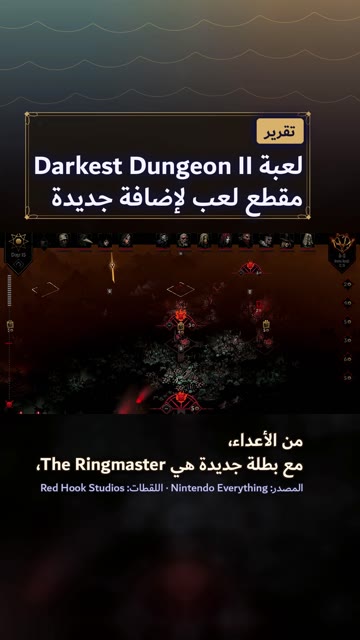 تقرير
لعبة Darkest Dungeon II
مقطع لعب لإضافة جديدة
من الأعداء،
مع بطلة جديدة هي The Ringmaster،
المصدر: Nintendo Everything · اللقطات: Red Hook Studios